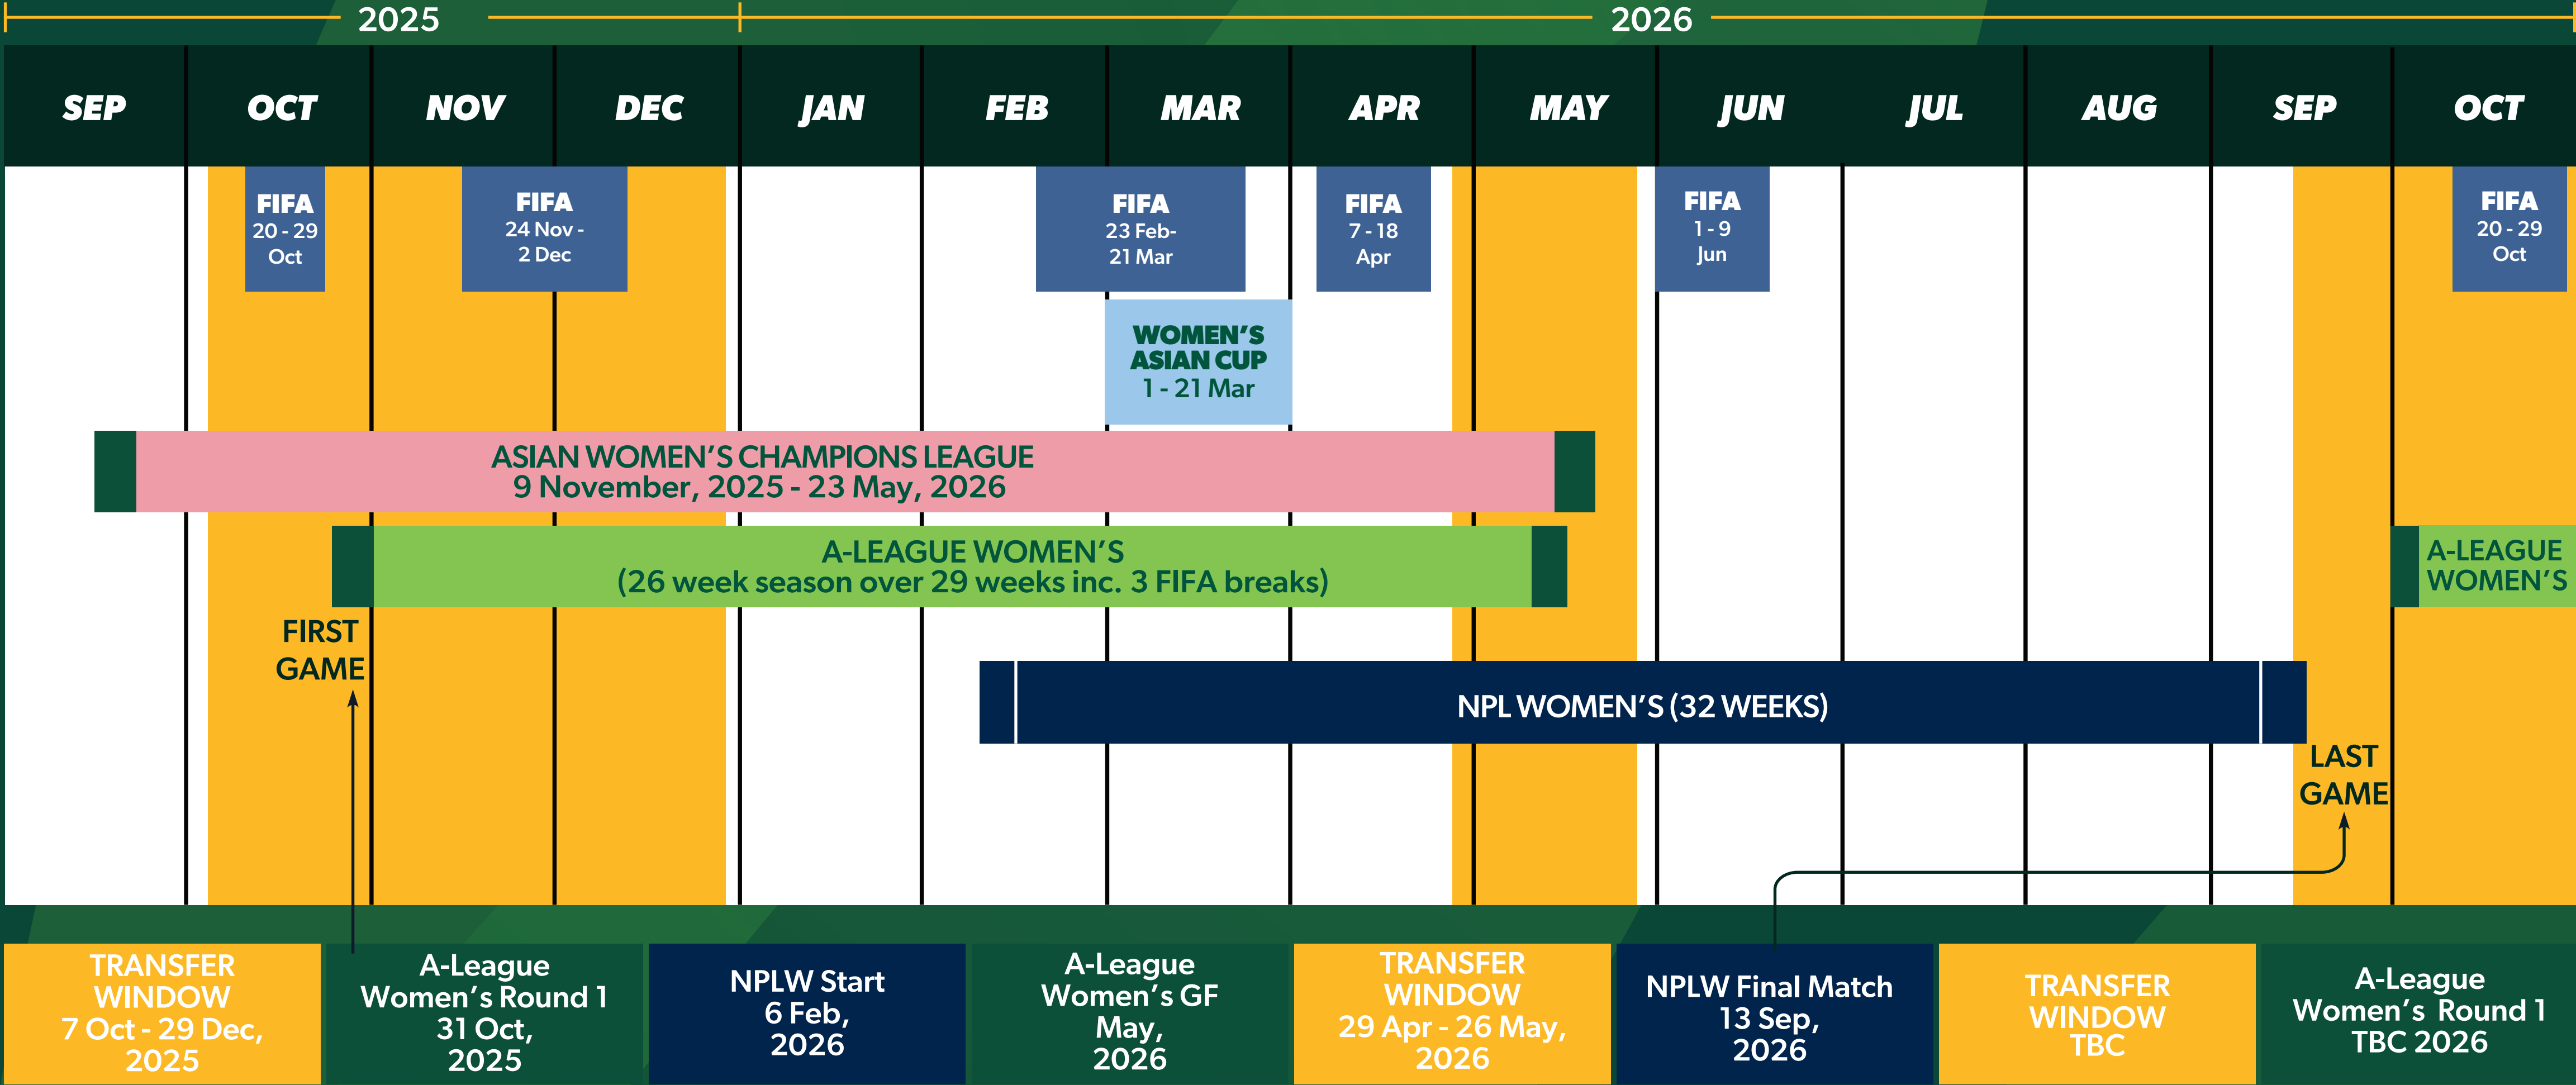 2025
2026
SEP
OCT
NOV
DEC
JAN
FEB
MAR
APR
MAY
JUN
JUL
AUG
SEP
OCT
FIFA
20 - 29
Oct
FIFA
24 Nov -
2 Dec
FIFA
23 Feb-
21 Mar
FIFA
7 - 18
Apr
FIFA
1 - 9
Jun
FIFA
20 - 29
Oct
WOMEN'S
ASIAN CUP
1 - 21 Mar
ASIAN WOMEN'S CHAMPIONS LEAGUE
9 November, 2025 - 23 May, 2026
A-LEAGUE WOMEN'S
(26 week season over 29 weeks inc. 3 FIFA breaks)
A-LEAGUE
WOMEN'S
FIRST
GAME
NPL WOMEN'S (32 WEEKS)
LAST
GAME
TRANSFER
WINDOW
7 Oct - 29 Dec,
2025
A-League
Women's Round 1
31 Oct,
2025
NPLW Start
6 Feb,
2026
A-League
Women's GF
May,
2026
TRANSFER
WINDOW
29 Apr - 26 May,
2026
NPLW Final Match
13 Sep,
2026
TRANSFER
WINDOW
TBC
A-League
Women's Round 1
TBC 2026